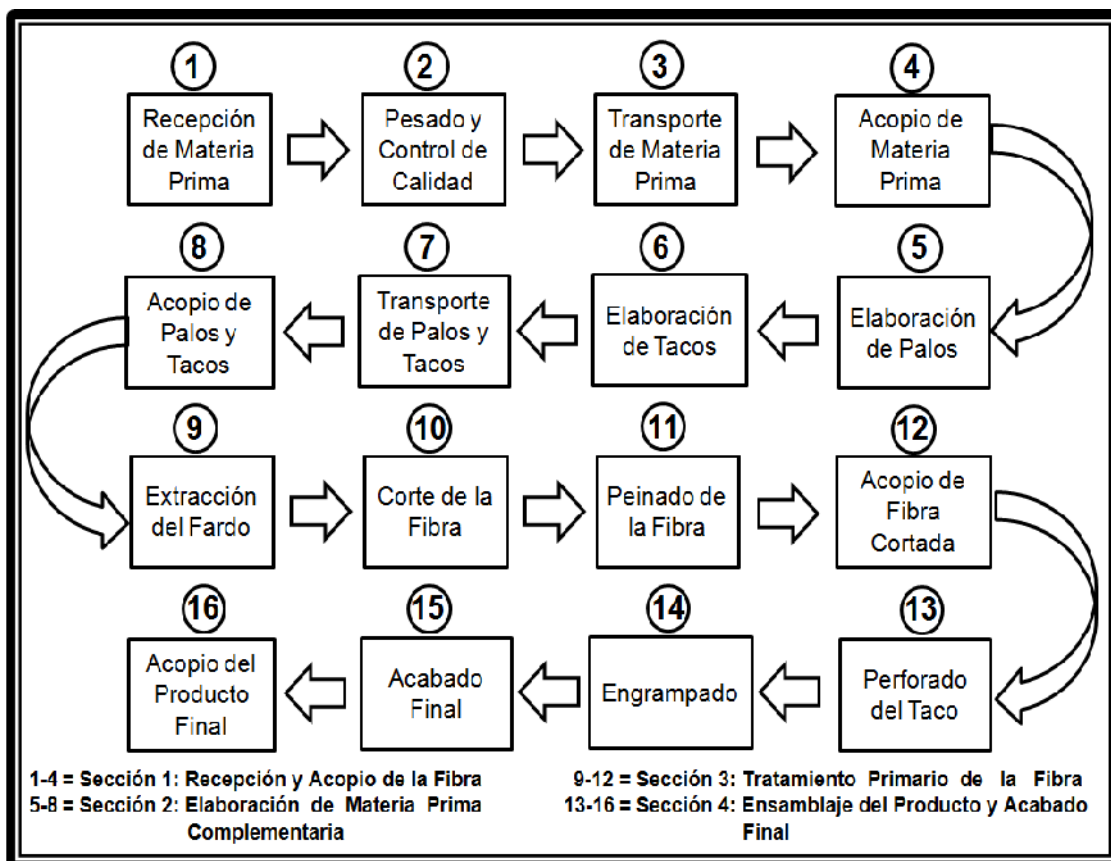 1
Recepción
de Materia
Prima
2
Pesado y
Control de
Calidad
3
Transporte
de Materia
Prima
4
Acopio de
Materia
Prima
5
Elaboración
de Palos
6
Elaboración
de Tacos
7
Transporte
de Palos y
Tacos
8
Acopio de
Palos y
Tacos
9
Extracción
del Fardo
10
Corte de la
Fibra
11
Peinado de
la Fibra
12
Acopio de
Fibra
Cortada
13
Perforado
del Taco
14
Engrampado
15
Acabado
Final
16
Acopio del
Producto
Final
1-4 = Sección 1: Recepción y Acopio de la Fibra
5-8 = Sección 2: Elaboración de Materia Prima
Complementaria
9-12 = Sección 3: Tratamiento Primario de la Fibra
13-16 = Sección 4: Ensamblaje del Producto y Acabado
Final